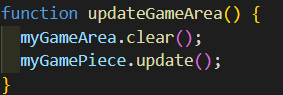 function updateGameArea() {
  myGameArea.clear();
  myGamePiece.update();
}